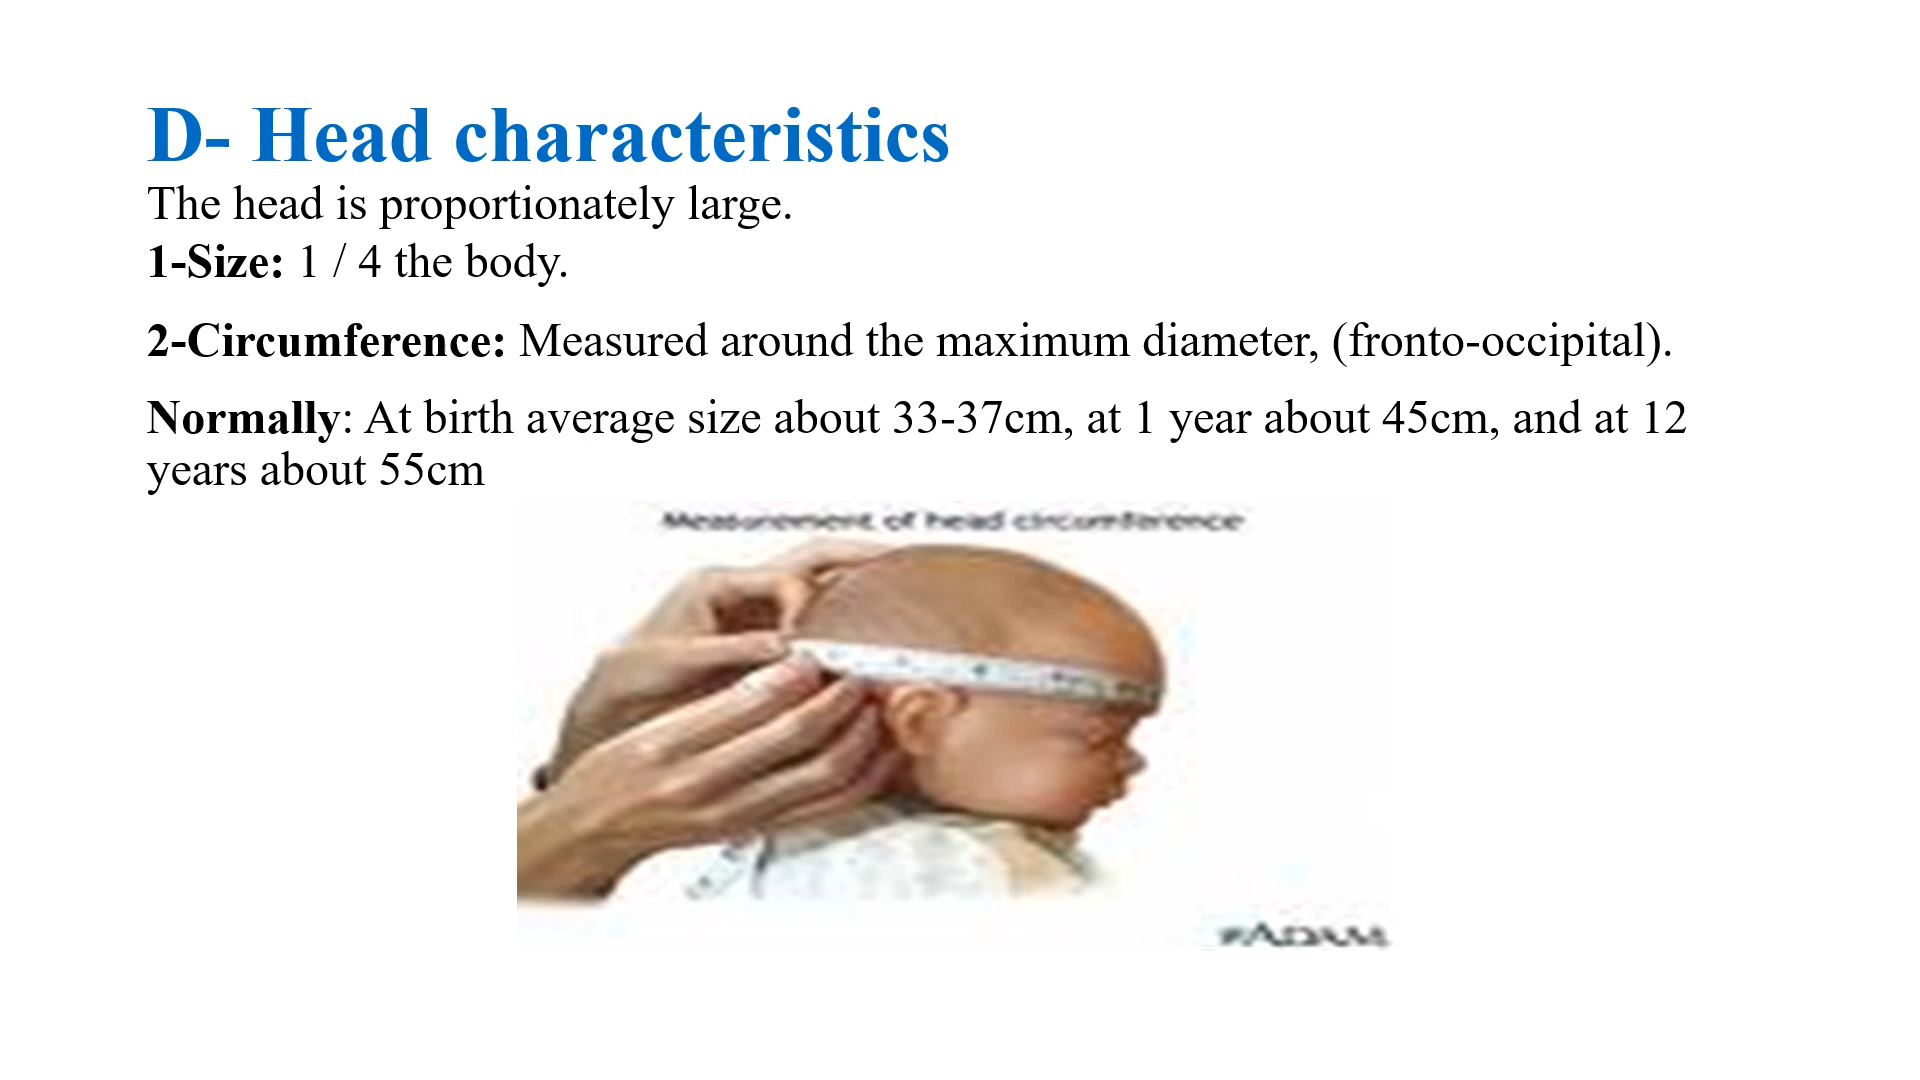 D- Head characteristics
The head is proportionately large.
1-Size: 1 / 4 the body.
2-Circumference: Measured around the maximum diameter, (fronto-occipital).
Normally: At birth average size about 33-37cm, at 1 year about 45cm, and at 12
years about 55cm
Measurement of head circumference
ADAM